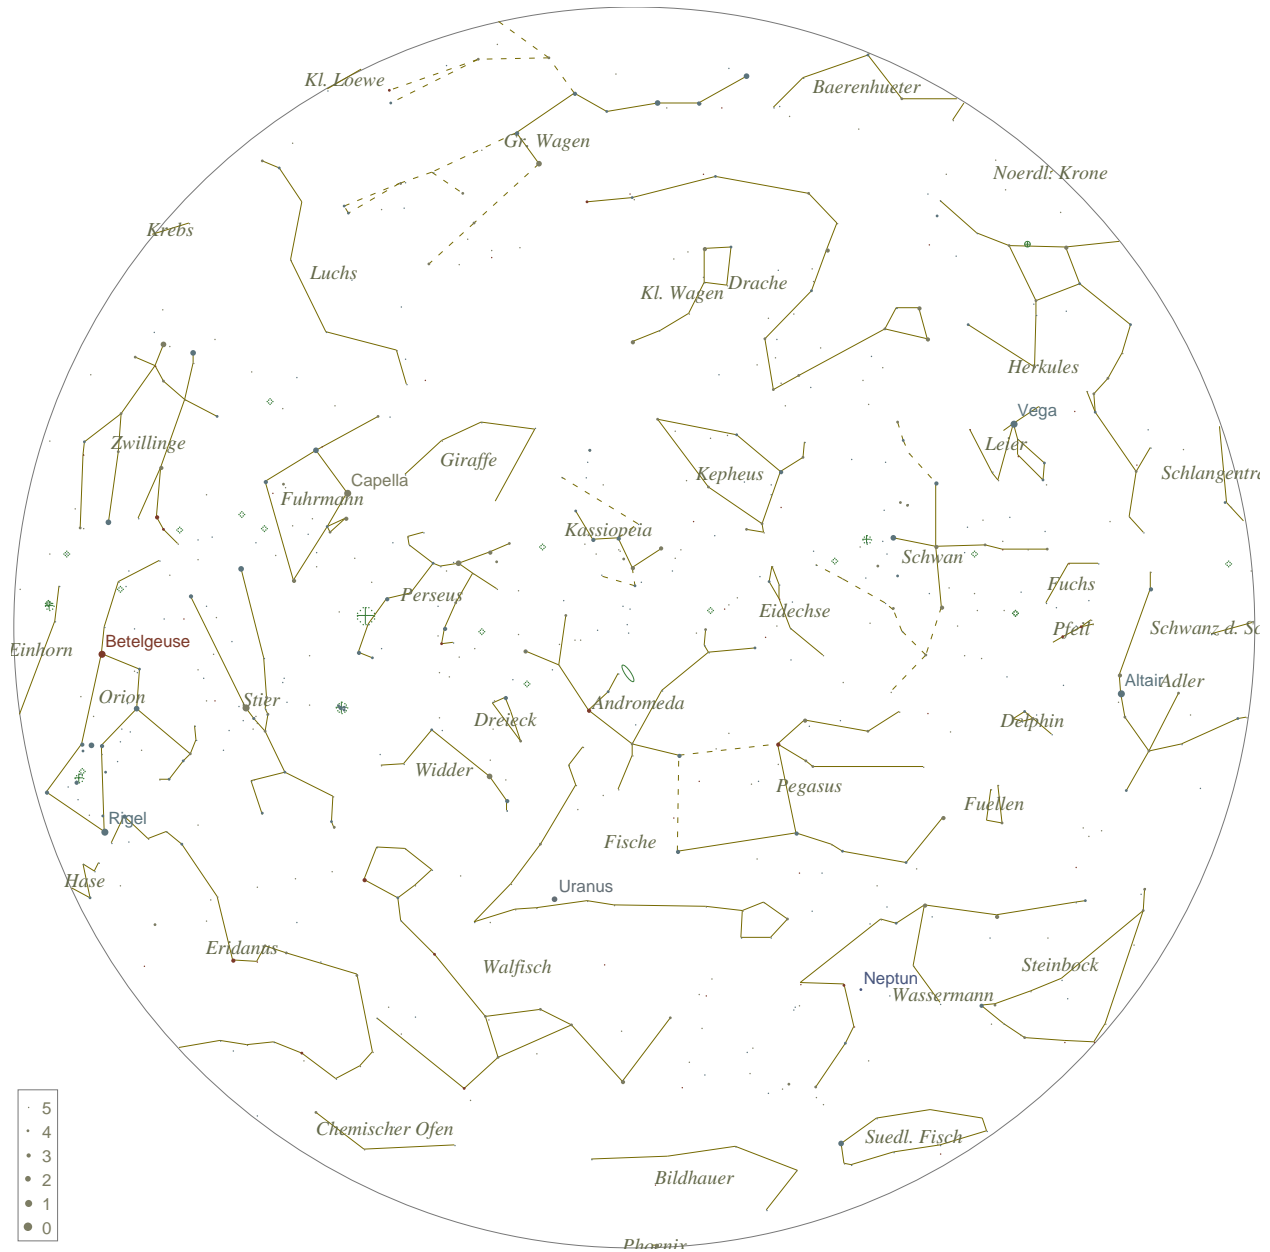 Kl. Loewe
Baerenhueter
Gr. Wagen
Noerdl: Krone
Krebs
Luchs
Kl. Wagen
Drache
Herkules
Vega
Zwillinge
Leier
Giraffe
Kepheus
Schlangentra
Capella
Fuhrmann
Kassiopeia
Schwan
Fuchs
Perseus
Eidechse
Pfeil
Schwanz d. Sc
Betelgeuse
Einhorn
Altair
Adler
Orion
Stier
Andromeda
Dreieck
Delphin
Widder
Pegasus
Fuellen
Rigel
Fische
Hase
Uranus
Eridanus
Walfisch
Steinbock
Neptun
Wassermann
5
4
3
2
1
0
Chemischer Ofen
Suedl. Fisch
Bildhauer
Phoenix